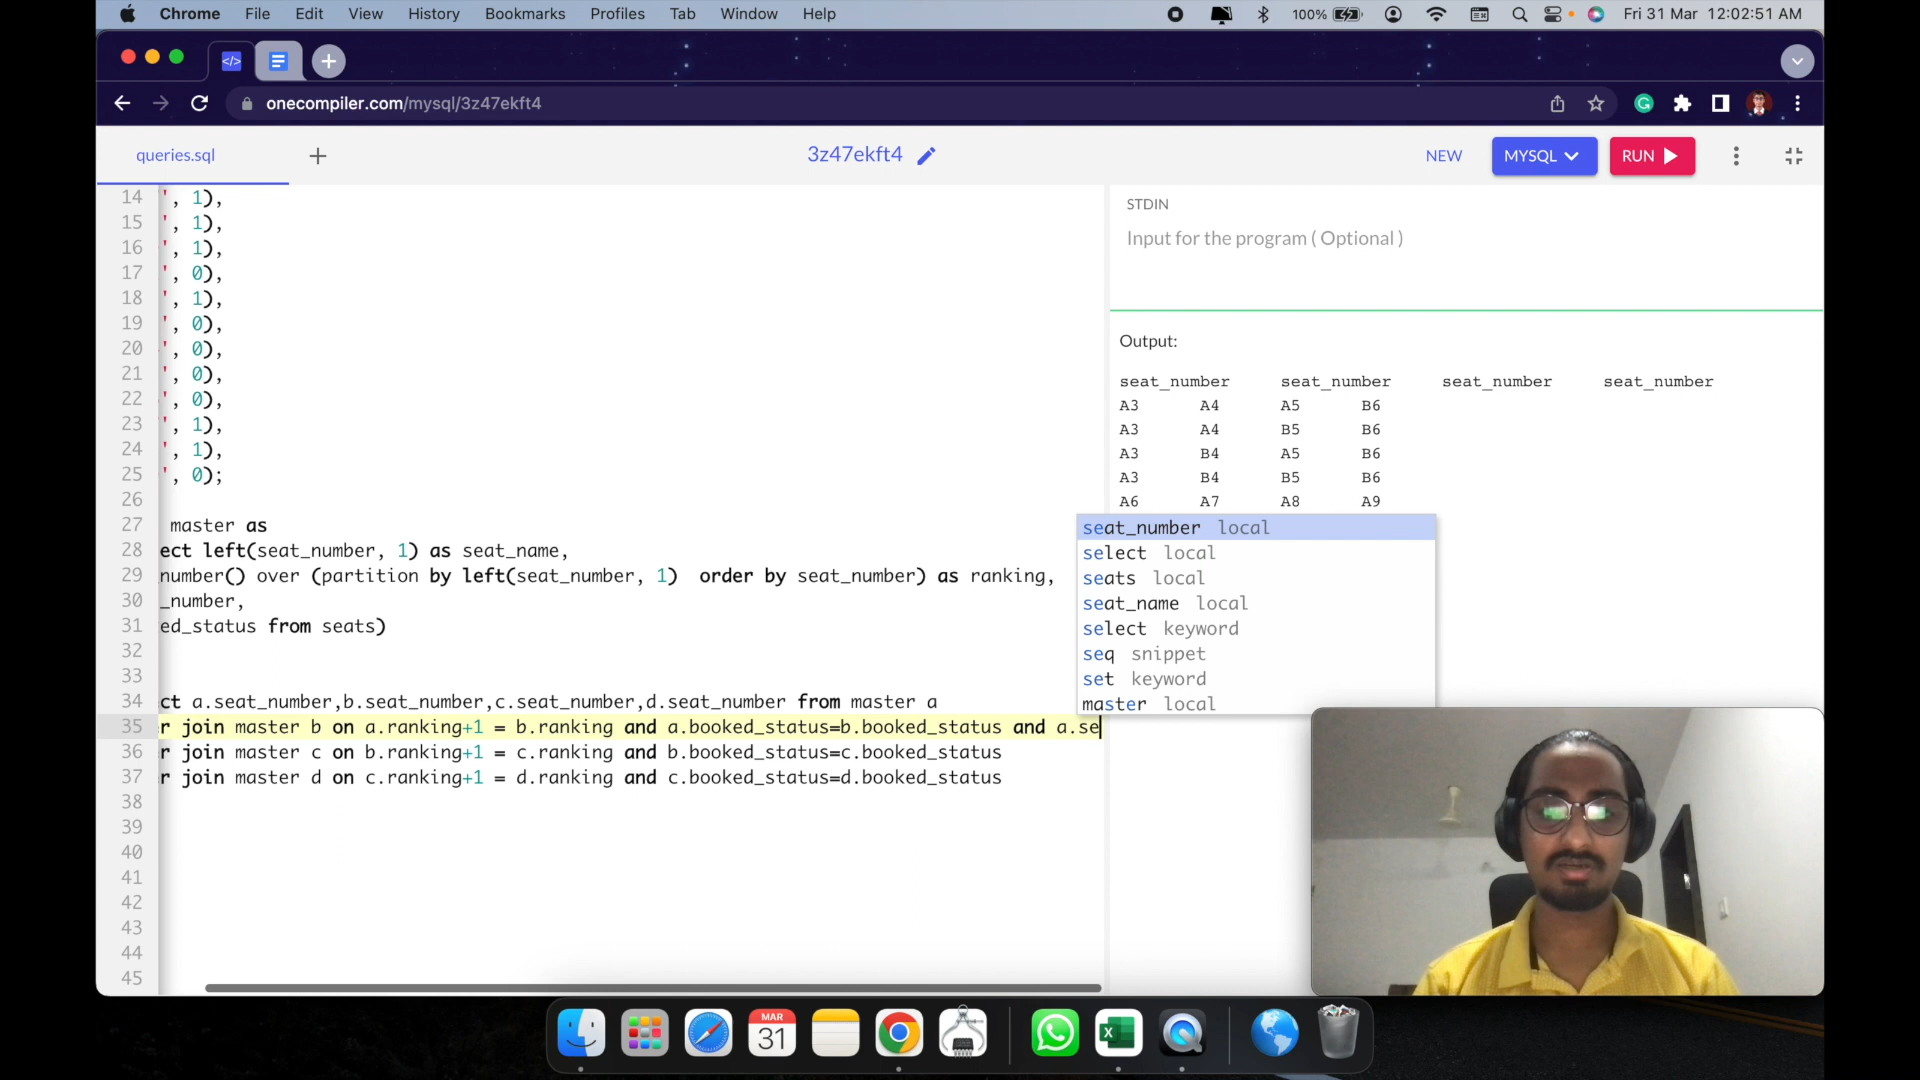 Chrome File Edit View History Bookmarks Profiles Tab Window Help 100% Fri 31 Mar 12:02:51 AM
onecompiler.com/mysql/3z47ekft4
queries.sql 3z47ekft4 NEW MYSQL RUN
14 ', 1),
15 ', 1),
16 ', 1),
17 ', 0),
18 ', 1),
19 ', 0),
20 ', 0),
21 ', 0),
22 ', 0),
23 ', 1),
24 ', 1),
25 ', 0);
26
27 master as
28 ect left(seat_number, 1) as seat_name,
29 number() over (partition by left(seat_number, 1)  order by seat_number) as ranking,
30 _number,
31 ed_status from seats)
32
33
34 ct a.seat_number,b.seat_number,c.seat_number,d.seat_number from master a
35 r join master b on a.ranking+1 = b.ranking and a.booked_status=b.booked_status and a.se
36 r join master c on b.ranking+1 = c.ranking and b.booked_status=c.booked_status
37 r join master d on c.ranking+1 = d.ranking and c.booked_status=d.booked_status
38
39
40
41
42
43
44
45
STDIN
Input for the program ( Optional )
Output:
seat_number seat_number seat_number seat_number
A3 A4 A5 B6
A3 A4 B5 B6
A3 B4 A5 B6
A3 B4 B5 B6
A6 A7 A8 A9
seat_number local
select local
seats local
seat_name local
select keyword
seq snippet
set keyword
master local
MAR
31